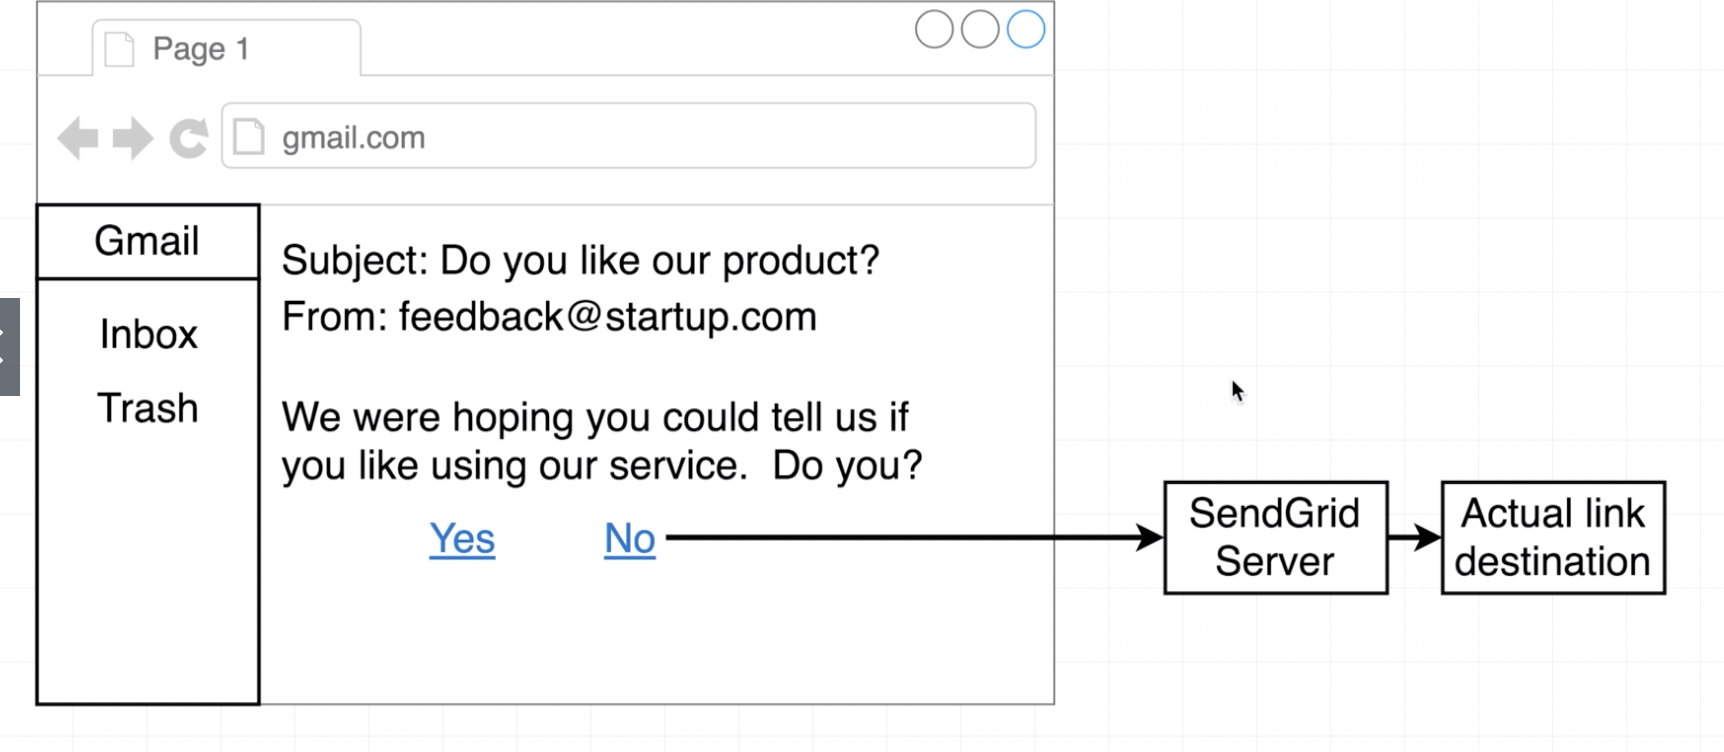 Page 1
gmail.com
Gmail
Inbox
Trash
Subject: Do you like our product?
From: feedback@startup.com
We were hoping you could tell us if
you like using our service.  Do you?
Yes No
SendGrid
Server
Actual link
destination